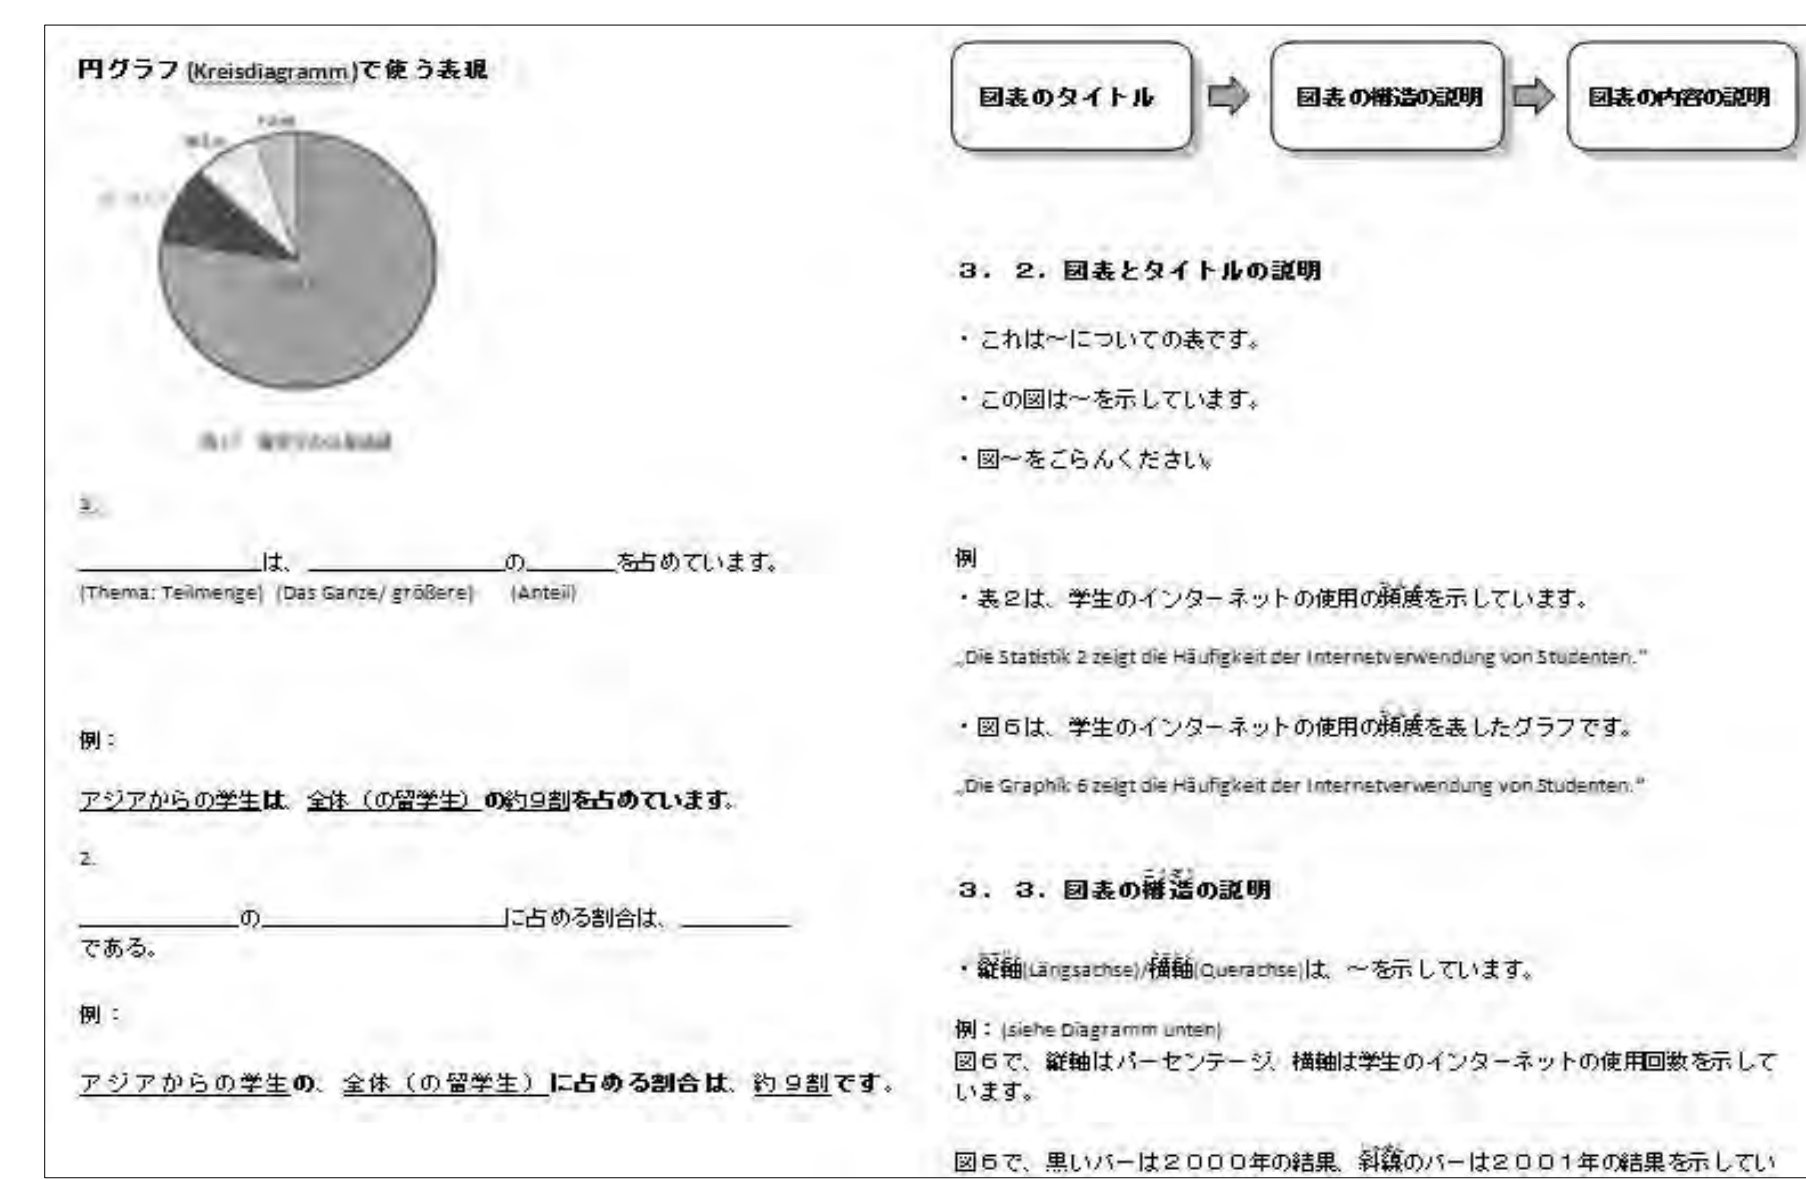 円グラフ(Kreisdiagramm)で使う表現
は、 の を占めています。
(Thema: Teilmenge) (Das Ganze/ größere) (Anteil)
例：
アジアからの学生は、全体（の留学生）の約９割を占めています。
2.
の に占める割合は、
である。
例：
アジアからの学生の、全体（の留学生）に占める割合は、約９割です。
図表のタイトル
図表の構造の説明
図表の内容の説明
３．２．図表とタイトルの説明
・これは～についての表です。
・この図は～を示しています。
・図～をごらんください。
例
・表２は、学生のインターネットの使用の頻度を示しています。
„Die Statistik 2 zeigt die Häufigkeit der Internetverwendung von Studenten."
・図６は、学生のインターネットの使用の頻度を表したグラフです。
„Die Graphik 6 zeigt die Häufigkeit der Internetverwendung von Studenten."
３．３．図表の構造の説明
・縦軸(Längsachse)/横軸(Querachse)は、～を示しています。
例：(siehe Diagramm unten)
図６で、縦軸はパーセンテージ、横軸は学生のインターネットの使用回数を示して
います。
図６で、黒いバーは２０００年の結果、斜線のバーは２００１年の結果を示してい